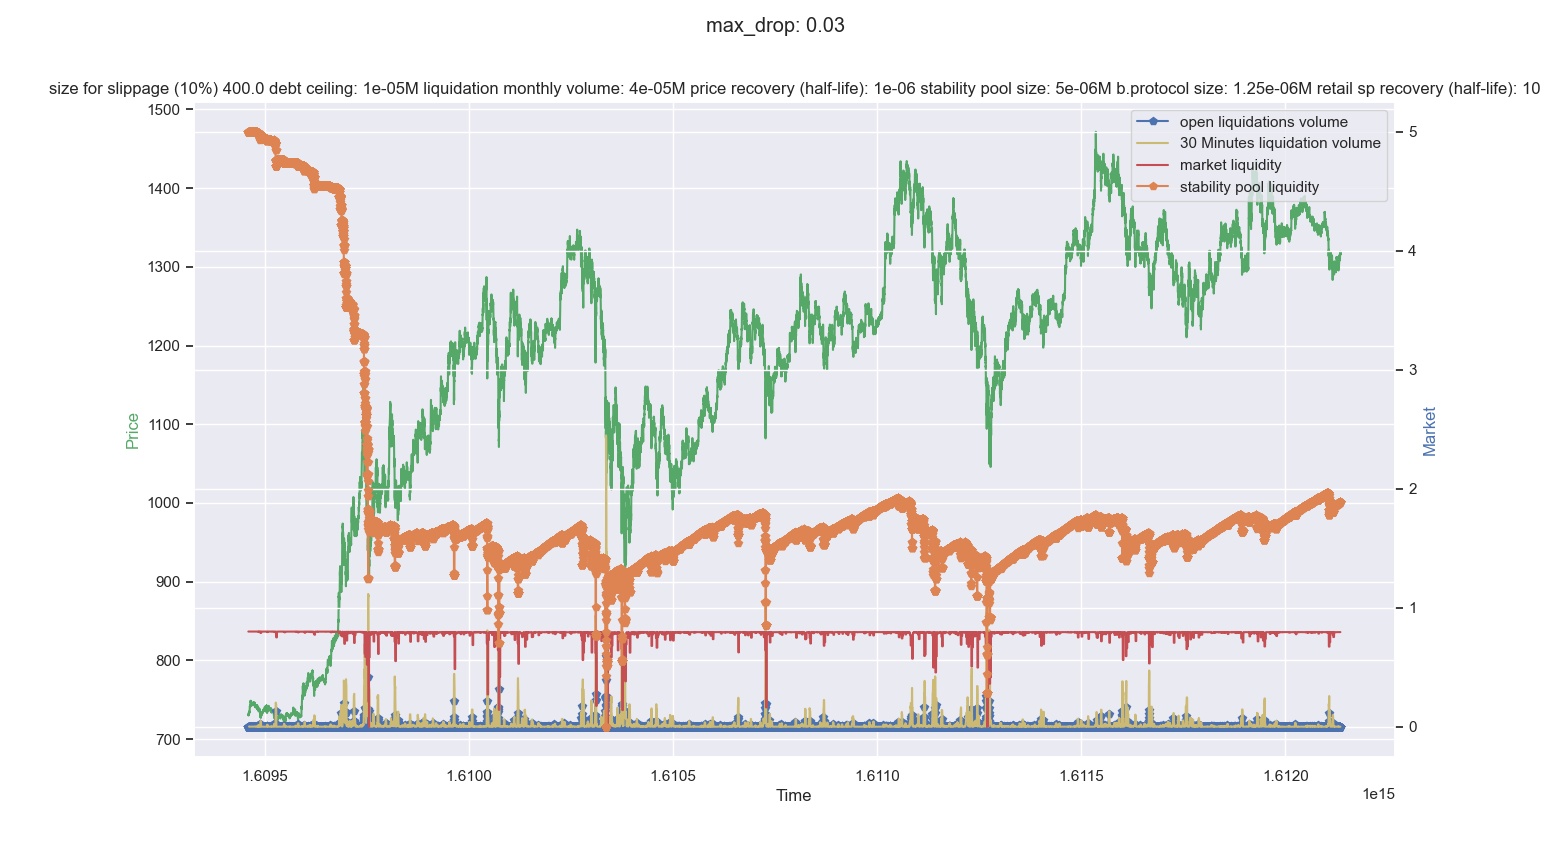 max_drop: 0.03
size for slippage (10%) 400.0 debt ceiling: 1e-05M liquidation monthly volume: 4e-05M price recovery (half-life): 1e-06 stability pool size: 5e-06M b.protocol size: 1.25e-06M retail sp recovery (half-life): 10
1500
1400
1300
1200
1100
1000
900
800
700
Price
open liquidations volume
30 Minutes liquidation volume
market liquidity
stability pool liquidity
5
4
3
2
1
0
Market
1.6095
1.6100
1.6105
1.6110
1.6115
1.6120
1e15
Time